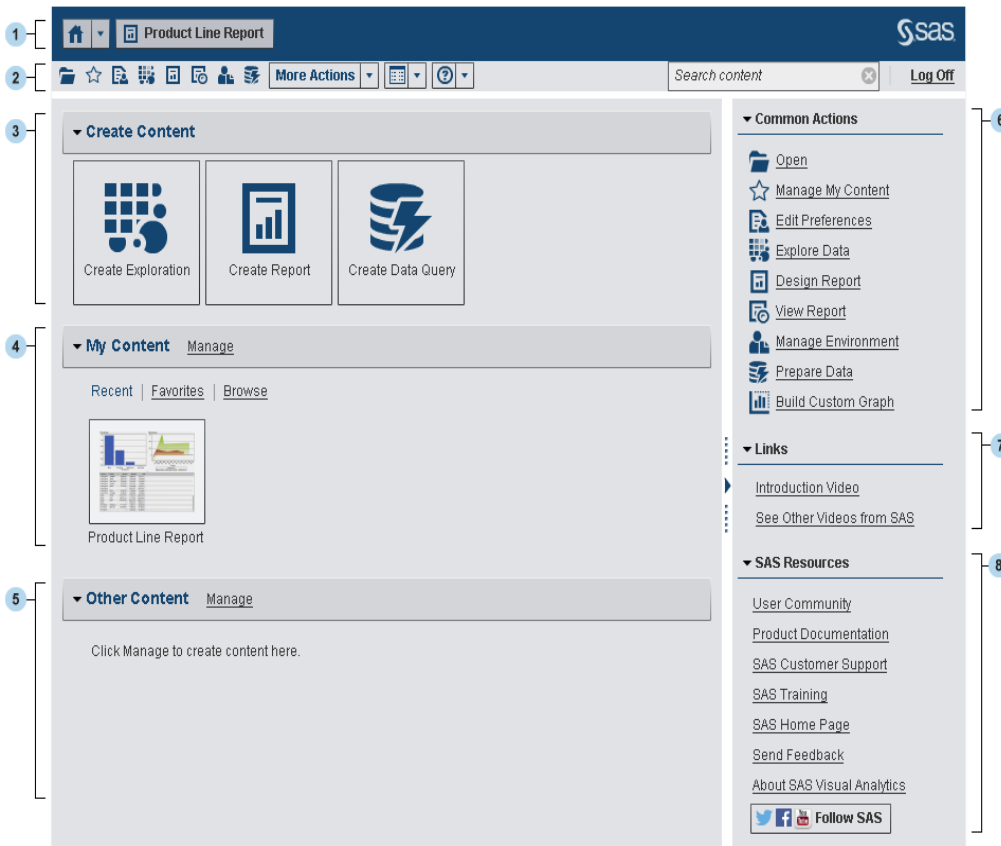 1
Product Line Report
sas
2
More Actions
Search content
Log Off
3
Create Content
Create Exploration
Create Report
Create Data Query
4
My Content Manage
Recent | Favorites | Browse
Product Line Report
5
Other Content Manage
Click Manage to create content here.
6
Common Actions
Open
Manage My Content
Edit Preferences
Explore Data
Design Report
View Report
Manage Environment
Prepare Data
Build Custom Graph
7
Links
Introduction Video
See Other Videos from SAS
8
SAS Resources
User Community
Product Documentation
SAS Customer Support
SAS Training
SAS Home Page
Send Feedback
About SAS Visual Analytics
Follow SAS